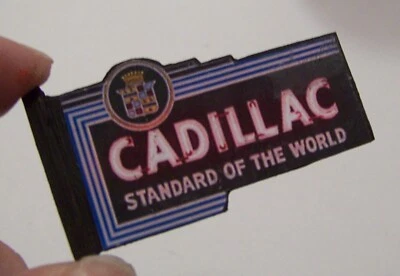 CADILLAC
STANDARD OF THE WORLD